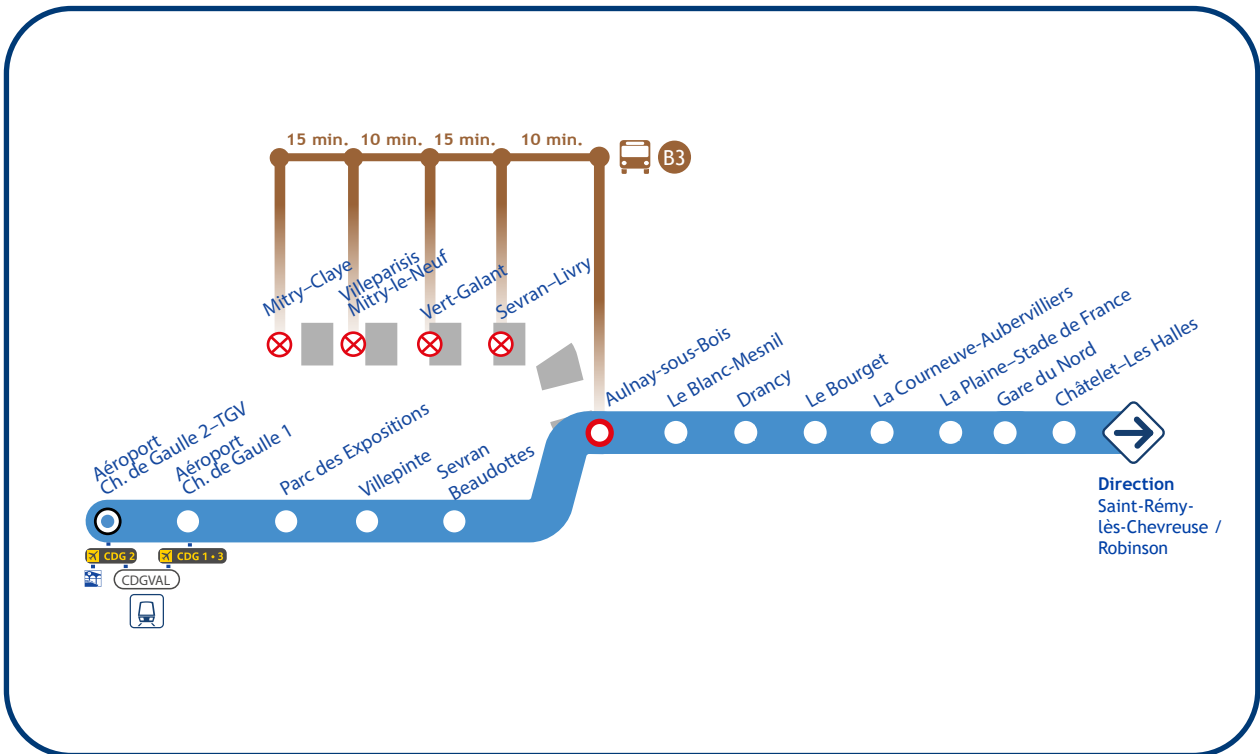 15 min.
10 min.
15 min.
10 min.
B3
Mitry–Claye
Villeparisis
Mitry-le-Neuf
Vert-Galant
Sevran–Livry
Aulnay-sous-Bois
Le Blanc-Mesnil
Drancy
Le Bourget
La Courneuve-Aubervilliers
La Plaine–Stade de France
Gare du Nord
Châtelet–Les Halles
Aéroport
Ch. de Gaulle 2–TGV
Aéroport
Ch. de Gaulle 1
Parc des Expositions
Villepinte
Sevran
Beaudottes
Direction
Saint-Rémy-
lès-Chevreuse /
Robinson
CDG 2
CDG 1 • 3
CDGVAL